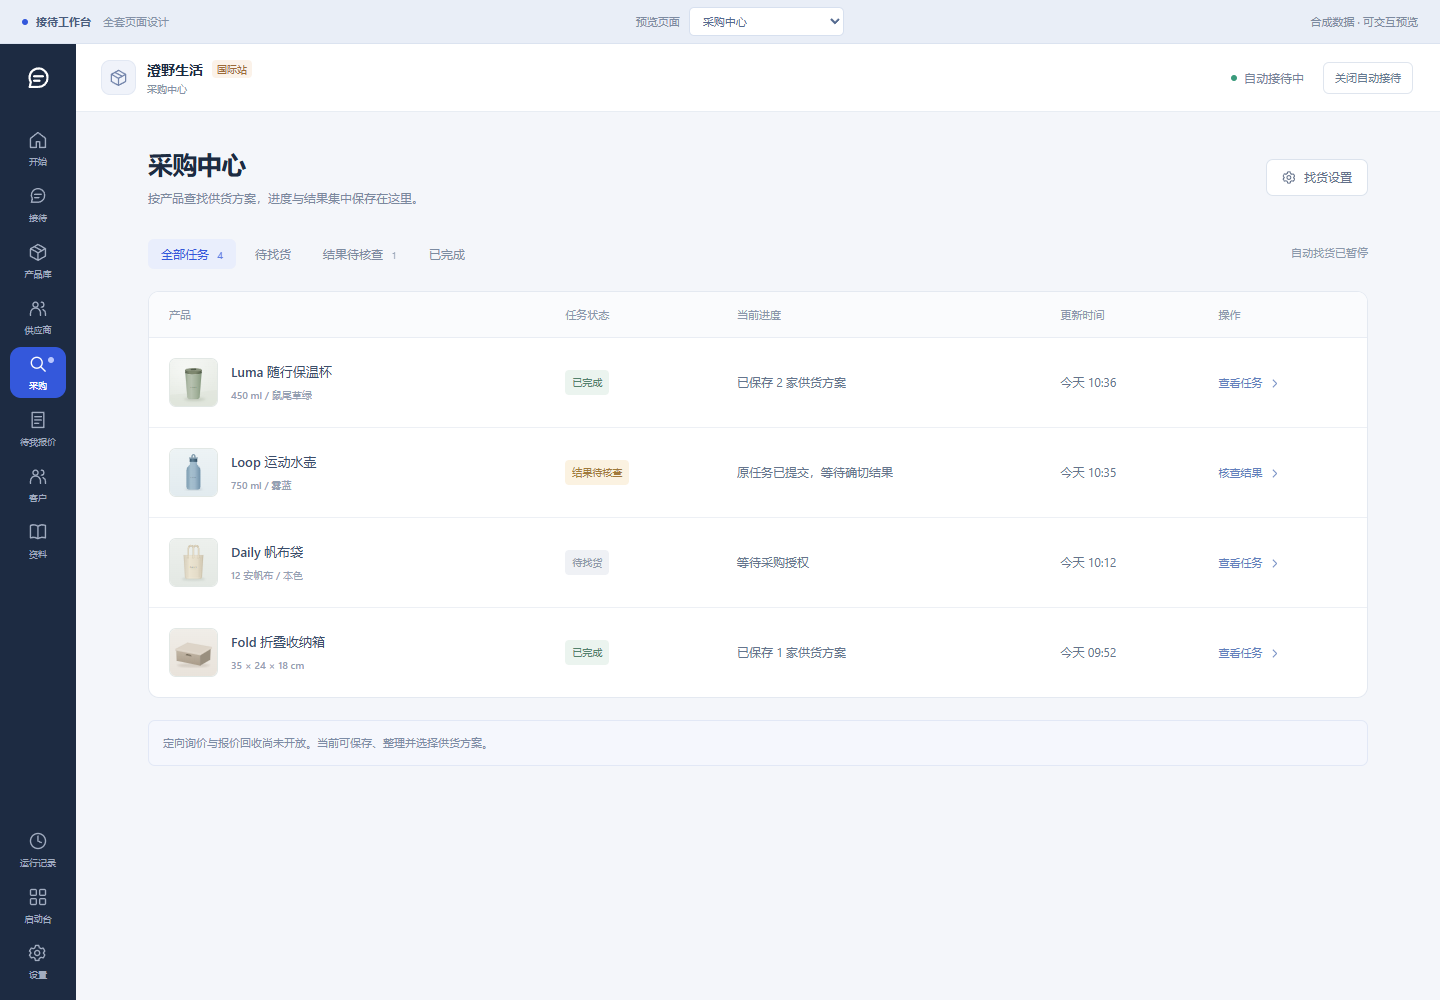 接待工作台 全套页面设计 预览页面 采购中心 合成数据 · 可交互预览
澄野生活 国际站
采购中心
自动接待中 关闭自动接待
开始
接待
产品库
供应商
采购
待我报价
客户
资料
运行记录
启动台
设置
采购中心
按产品查找供货方案，进度与结果集中保存在这里。
找货设置
全部任务 4 待找货 结果待核查 1 已完成 自动找货已暂停
产品 任务状态 当前进度 更新时间 操作
Luma 随行保温杯
450 ml / 鼠尾草绿
已完成 已保存 2 家供货方案 今天 10:36 查看任务
Loop 运动水壶
750 ml / 雾蓝
结果待核查 原任务已提交，等待确切结果 今天 10:35 核查结果
Daily 帆布袋
12 安帆布 / 本色
待找货 等待采购授权 今天 10:12 查看任务
Fold 折叠收纳箱
35 × 24 × 18 cm
已完成 已保存 1 家供货方案 今天 09:52 查看任务
定向询价与报价回收尚未开放。当前可保存、整理并选择供货方案。